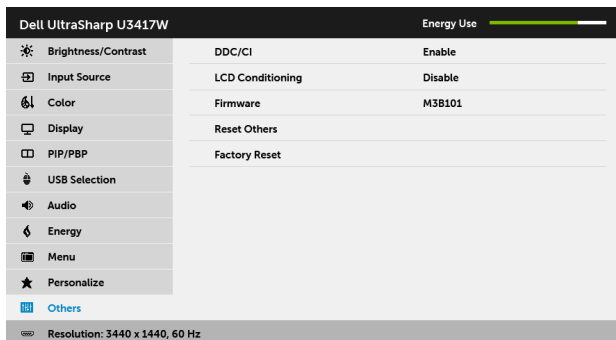 Dell UltraSharp U3417W Energy Use
Brightness/Contrast DDC/CI Enable
Input Source LCD Conditioning Disable
Color Firmware M3B101
Display Reset Others
PIP/PBP Factory Reset
USB Selection
Audio
Energy
Menu
Personalize
Others
Resolution: 3440 x 1440, 60 Hz